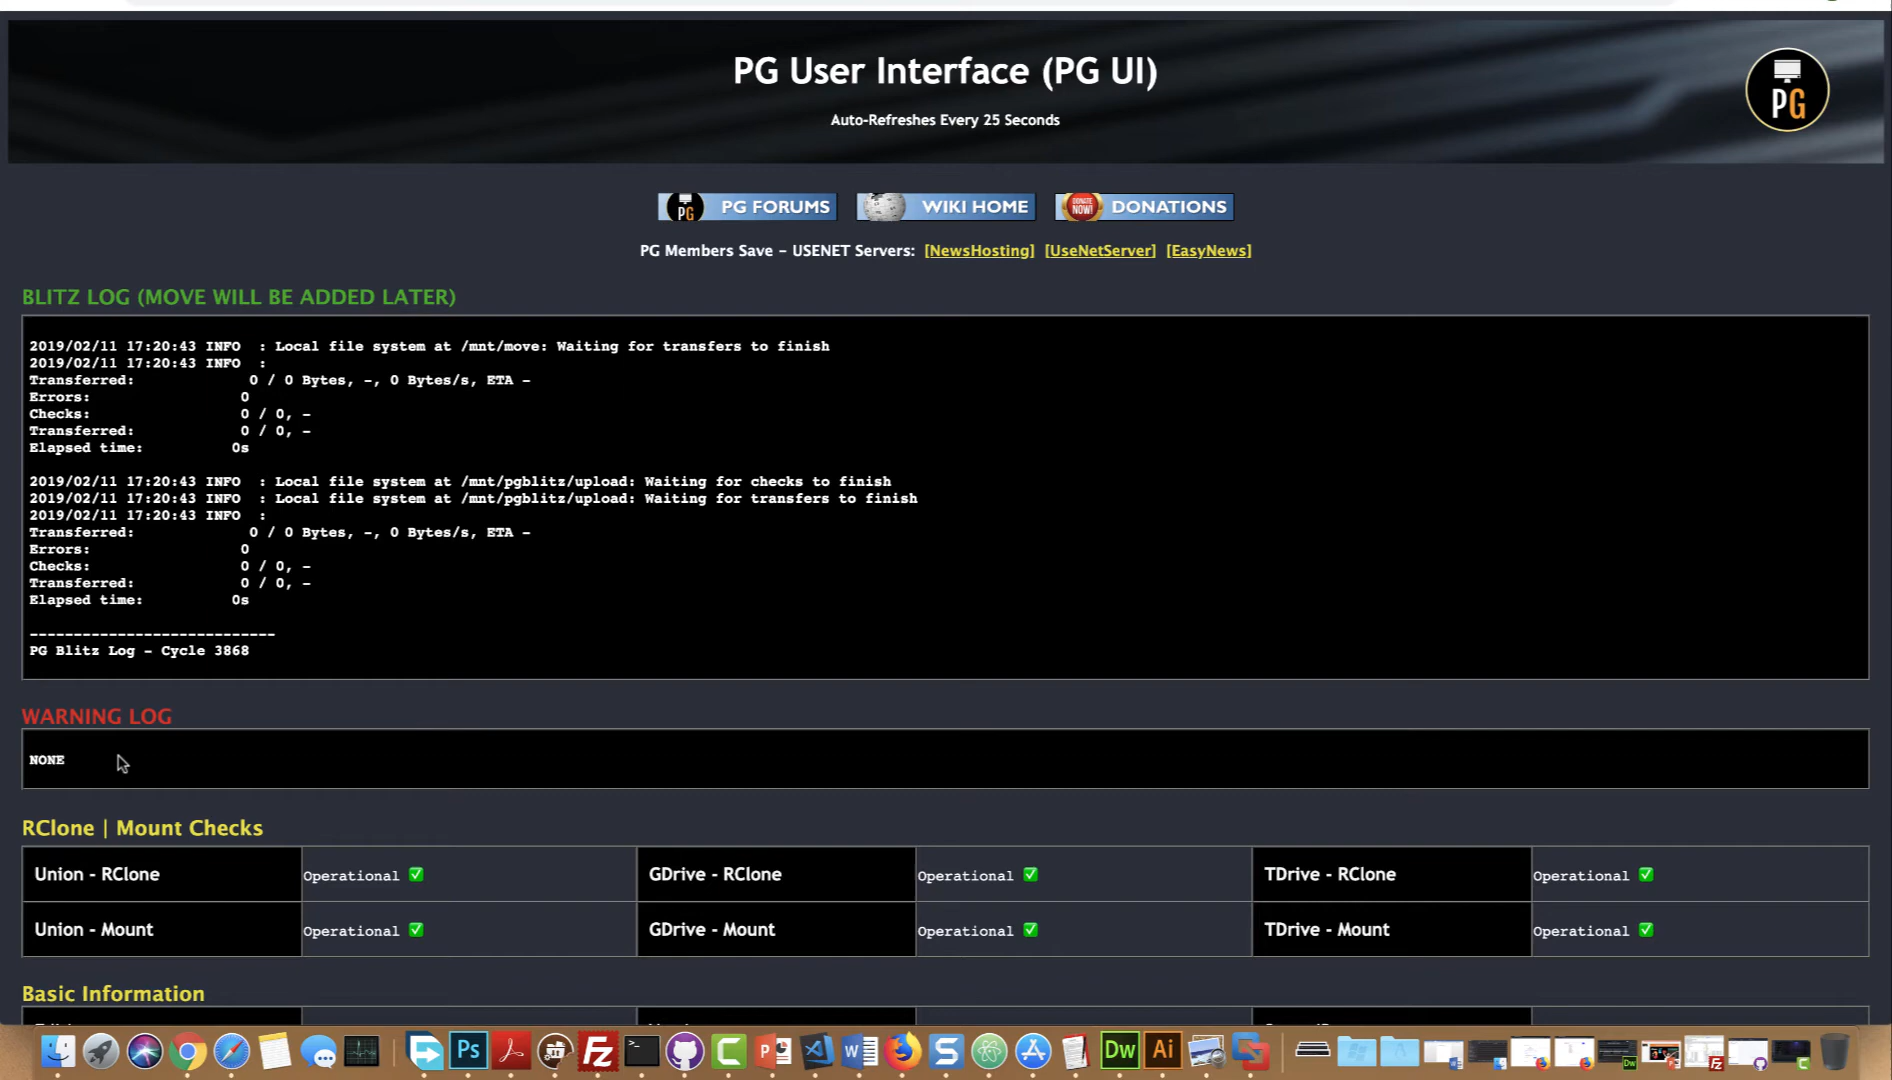 PG User Interface (PG UI)
Auto-Refreshes Every 25 Seconds
PG
PG FORUMS WIKI HOME DONATIONS
PG Members Save – USENET Servers: [NewsHosting] [UseNetServer] [EasyNews]
BLITZ LOG (MOVE WILL BE ADDED LATER)
2019/02/11 17:20:43 INFO : Local file system at /mnt/move: Waiting for transfers to finish
2019/02/11 17:20:43 INFO :
Transferred: 0 / 0 Bytes, -, 0 Bytes/s, ETA -
Errors: 0
Checks: 0 / 0, -
Transferred: 0 / 0, -
Elapsed time: 0s
2019/02/11 17:20:43 INFO : Local file system at /mnt/pgblitz/upload: Waiting for checks to finish
2019/02/11 17:20:43 INFO : Local file system at /mnt/pgblitz/upload: Waiting for transfers to finish
2019/02/11 17:20:43 INFO :
Transferred: 0 / 0 Bytes, -, 0 Bytes/s, ETA -
Errors: 0
Checks: 0 / 0, -
Transferred: 0 / 0, -
Elapsed time: 0s
----------------------------
PG Blitz Log - Cycle 3868
WARNING LOG
NONE
RClone | Mount Checks
Union - RClone Operational GDrive - RClone Operational TDrive - RClone Operational
Union - Mount Operational GDrive - Mount Operational TDrive - Mount Operational
Basic Information
Ps Fz P W S Dw Ai